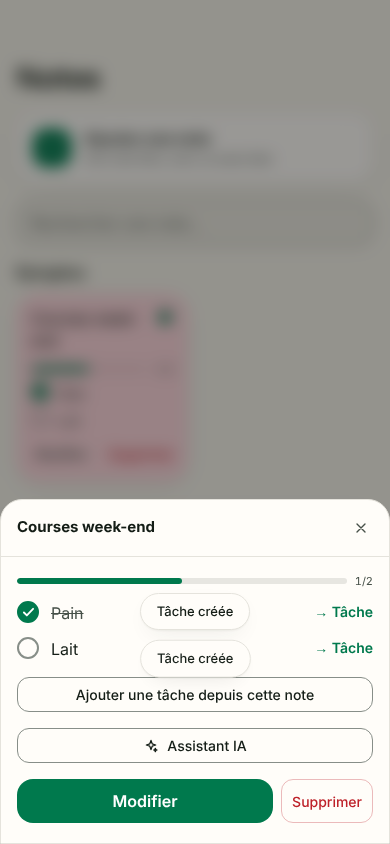 Notes
Courses week-end
1/2
Pain
Tâche créée
→ Tâche
Lait
Tâche créée
→ Tâche
Ajouter une tâche depuis cette note
Assistant IA
Modifier
Supprimer